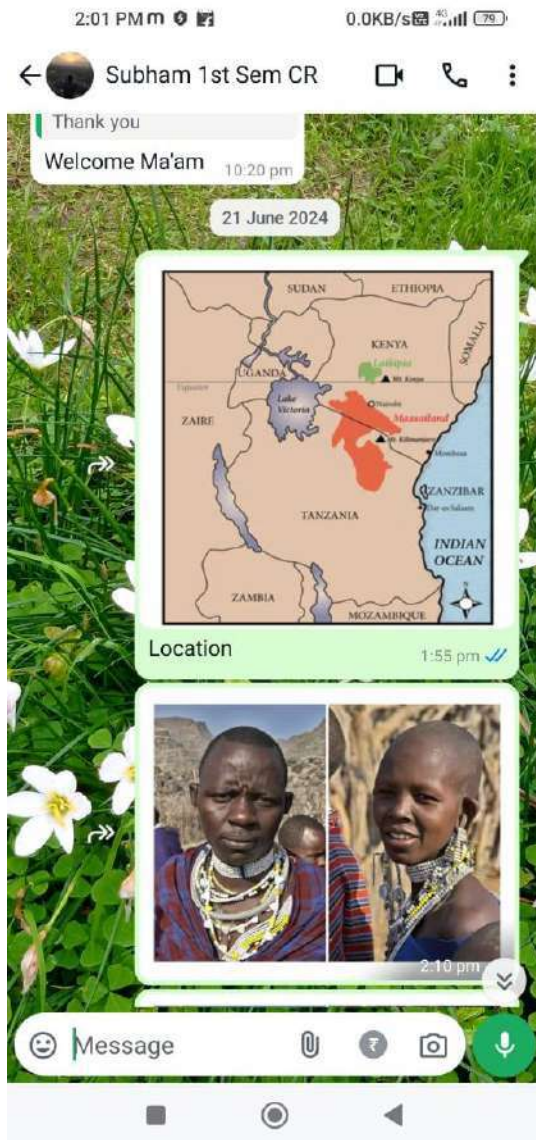 2:01 PM m
0.0KB/s 4G 79
Subham 1st Sem CR
Thank you
Welcome Ma'am 10:20 pm
21 June 2024
SUDAN
ETHIOPIA
KENYA
SOMALIA
Laikipia
UGANDA
Mt. Kenya
Equator
Lake
Victoria
Nairobi
Maasailand
ZAIRE
Mt. Kilimanjaro
Mombasa
ZANZIBAR
Dar es Salaam
TANZANIA
INDIAN
OCEAN
ZAMBIA
N
MOZAMBIQUE
Location
1:55 pm
2:10 pm
Message
₹